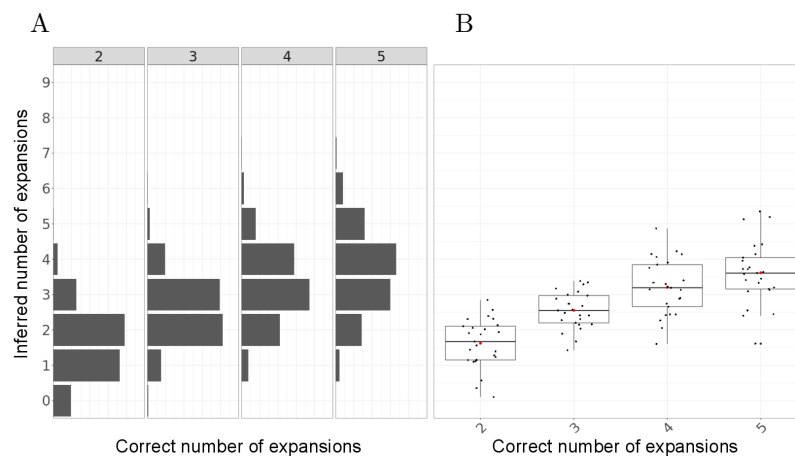 A
B
2 3 4 5
9
8
7
6
5
4
3
2
1
0
Inferred number of expansions
2 3 4 5
Correct number of expansions
Correct number of expansions